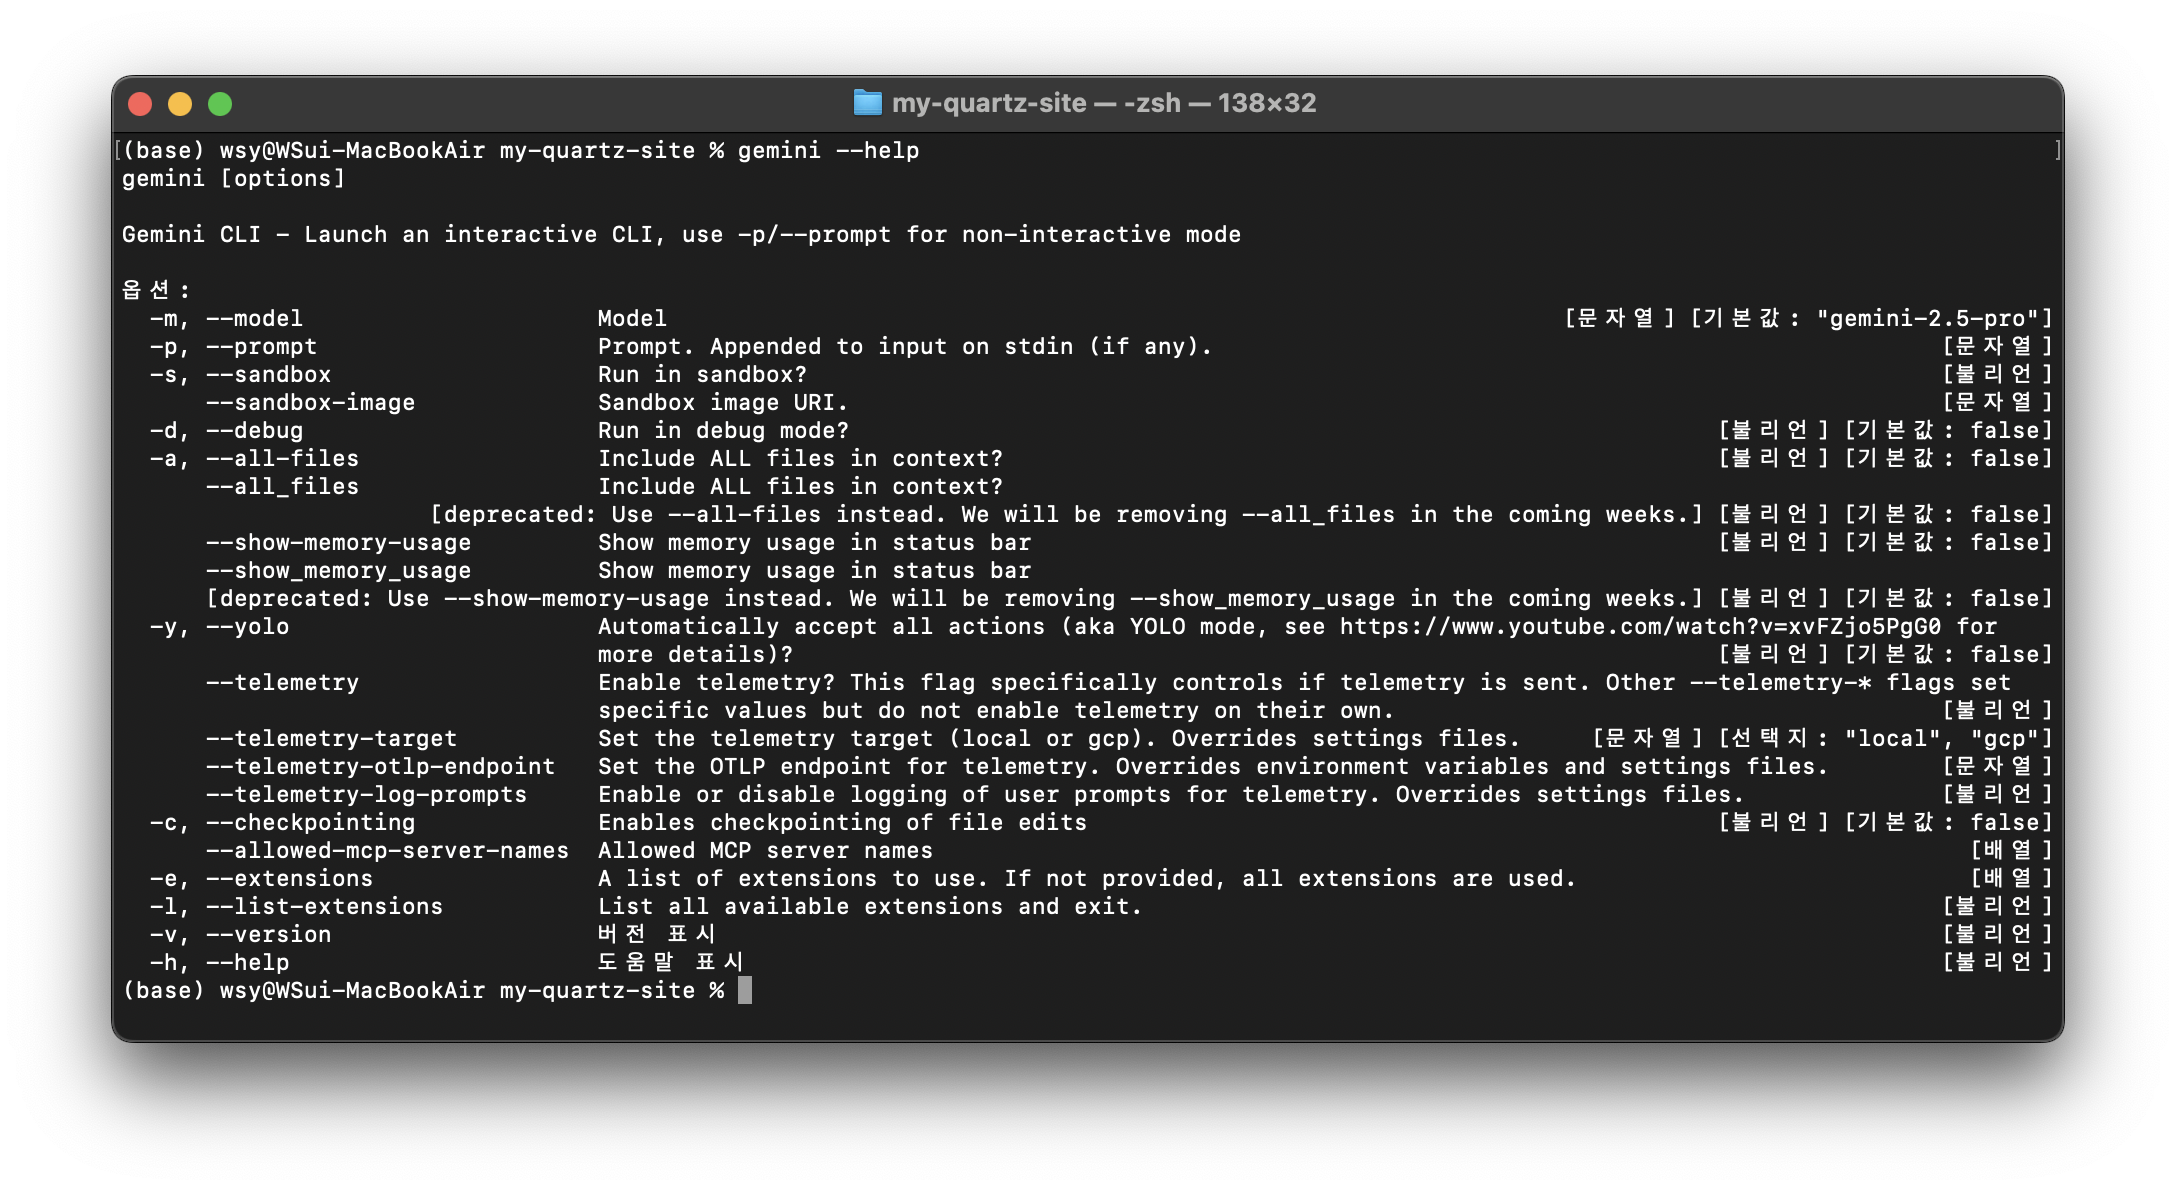 my-quartz-site — -zsh — 138×32
[(base) wsy@WSui-MacBookAir my-quartz-site % gemini --help ]
gemini [options]
Gemini CLI - Launch an interactive CLI, use -p/--prompt for non-interactive mode
옵션:
-m, --model Model [문자열] [기본값: "gemini-2.5-pro"]
-p, --prompt Prompt. Appended to input on stdin (if any). [문자열]
-s, --sandbox Run in sandbox? [불리언]
--sandbox-image Sandbox image URI. [문자열]
-d, --debug Run in debug mode? [불리언] [기본값: false]
-a, --all-files Include ALL files in context? [불리언] [기본값: false]
--all_files Include ALL files in context?
[deprecated: Use --all-files instead. We will be removing --all_files in the coming weeks.] [불리언] [기본값: false]
--show-memory-usage Show memory usage in status bar [불리언] [기본값: false]
--show_memory_usage Show memory usage in status bar
[deprecated: Use --show-memory-usage instead. We will be removing --show_memory_usage in the coming weeks.] [불리언] [기본값: false]
-y, --yolo Automatically accept all actions (aka YOLO mode, see https://www.youtube.com/watch?v=xvFZjo5PgG0 for
more details)? [불리언] [기본값: false]
--telemetry Enable telemetry? This flag specifically controls if telemetry is sent. Other --telemetry-* flags set
specific values but do not enable telemetry on their own. [불리언]
--telemetry-target Set the telemetry target (local or gcp). Overrides settings files. [문자열] [선택지: "local", "gcp"]
--telemetry-otlp-endpoint Set the OTLP endpoint for telemetry. Overrides environment variables and settings files. [문자열]
--telemetry-log-prompts Enable or disable logging of user prompts for telemetry. Overrides settings files. [불리언]
-c, --checkpointing Enables checkpointing of file edits [불리언] [기본값: false]
--allowed-mcp-server-names Allowed MCP server names [배열]
-e, --extensions A list of extensions to use. If not provided, all extensions are used. [배열]
-l, --list-extensions List all available extensions and exit. [불리언]
-v, --version 버전 표시 [불리언]
-h, --help 도움말 표시 [불리언]
(base) wsy@WSui-MacBookAir my-quartz-site %